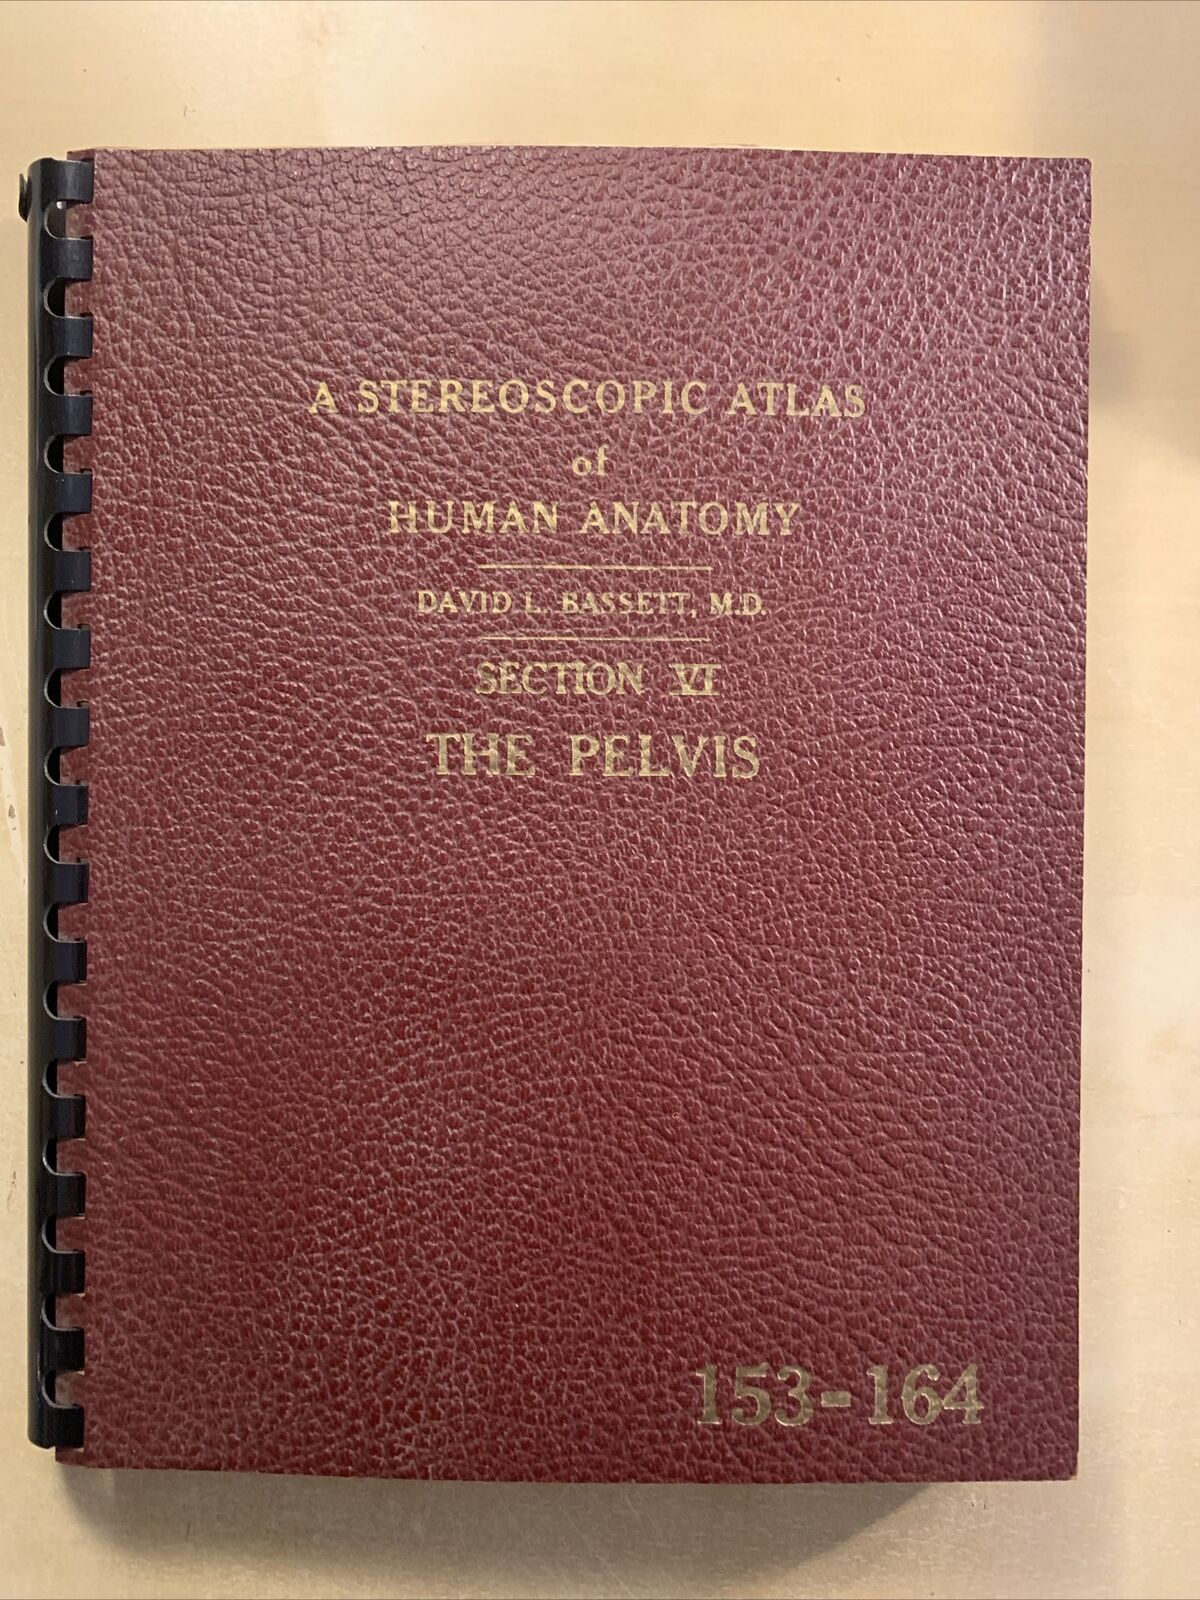 A STEREOSCOPIC ATLAS
of
HUMAN ANATOMY
DAVID L. BASSETT, M.D.
SECTION VI
THE PELVIS
153-164